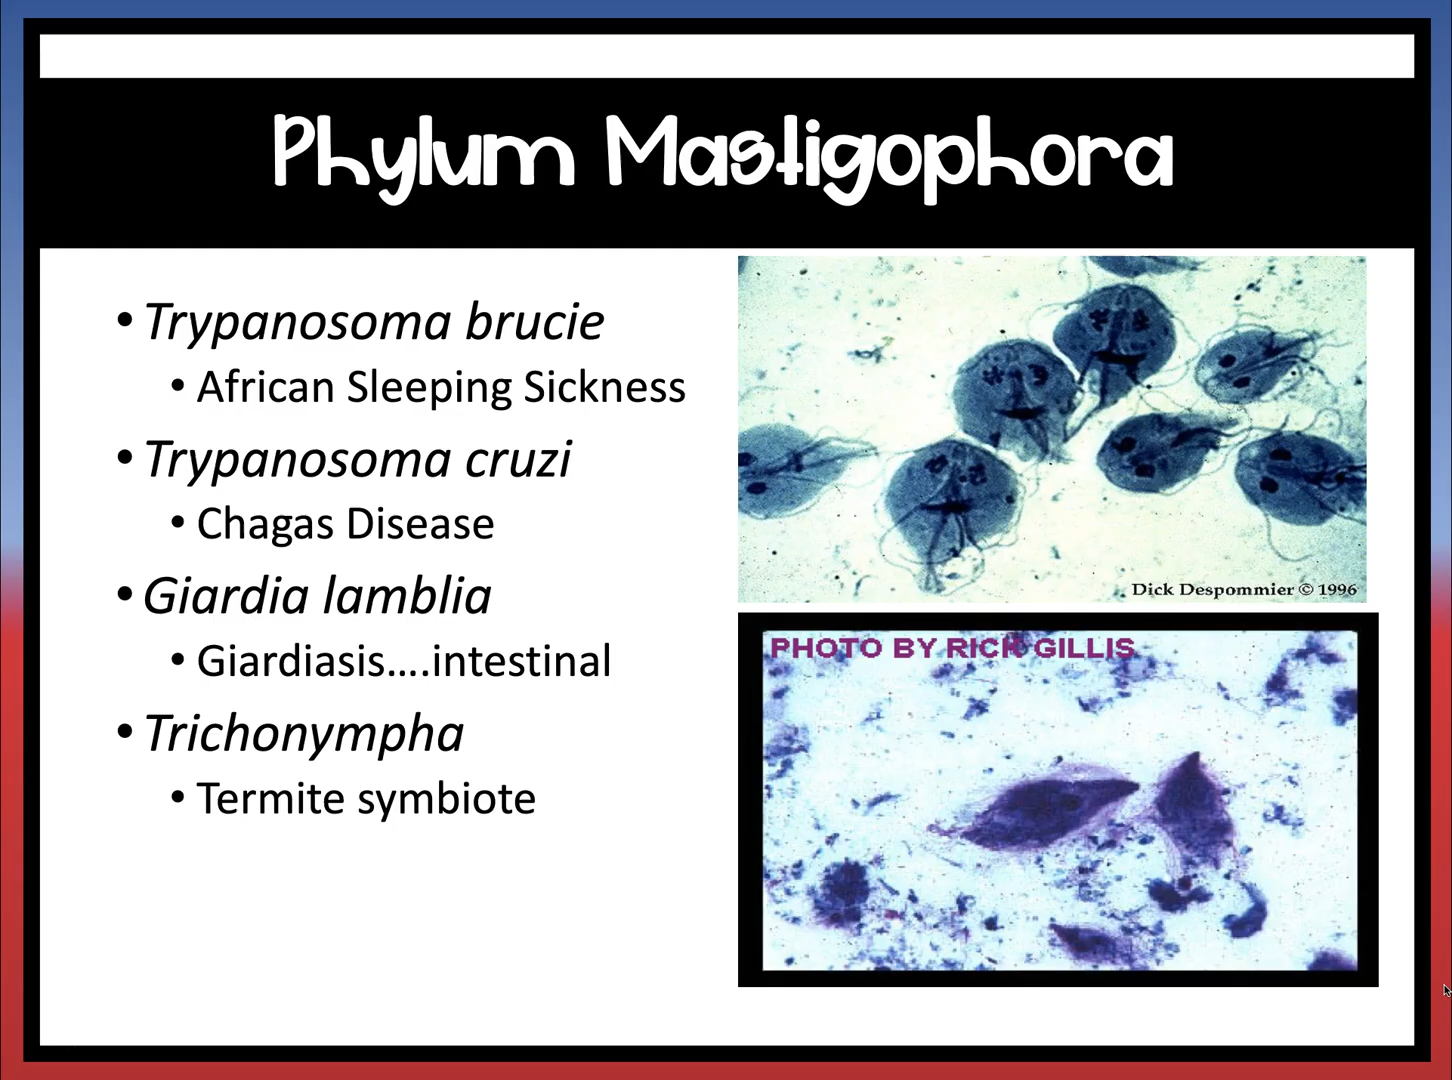 Phylum Mastigophora
• Trypanosoma brucie
• African Sleeping Sickness
• Trypanosoma cruzi
• Chagas Disease
• Giardia lamblia
• Giardiasis....intestinal
• Trichonympha
• Termite symbiote
Dick Despommier © 1996
PHOTO BY RICK GILLIS